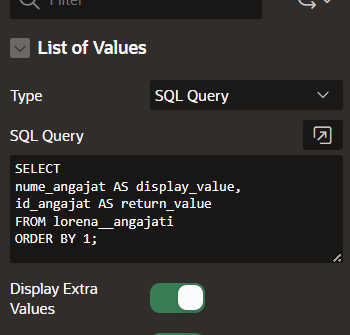 Filter
List of Values
Type
SQL Query
SQL Query
SELECT
nume_angajat AS display_value,
id_angajat AS return_value
FROM lorena__angajati
ORDER BY 1;
Display Extra
Values